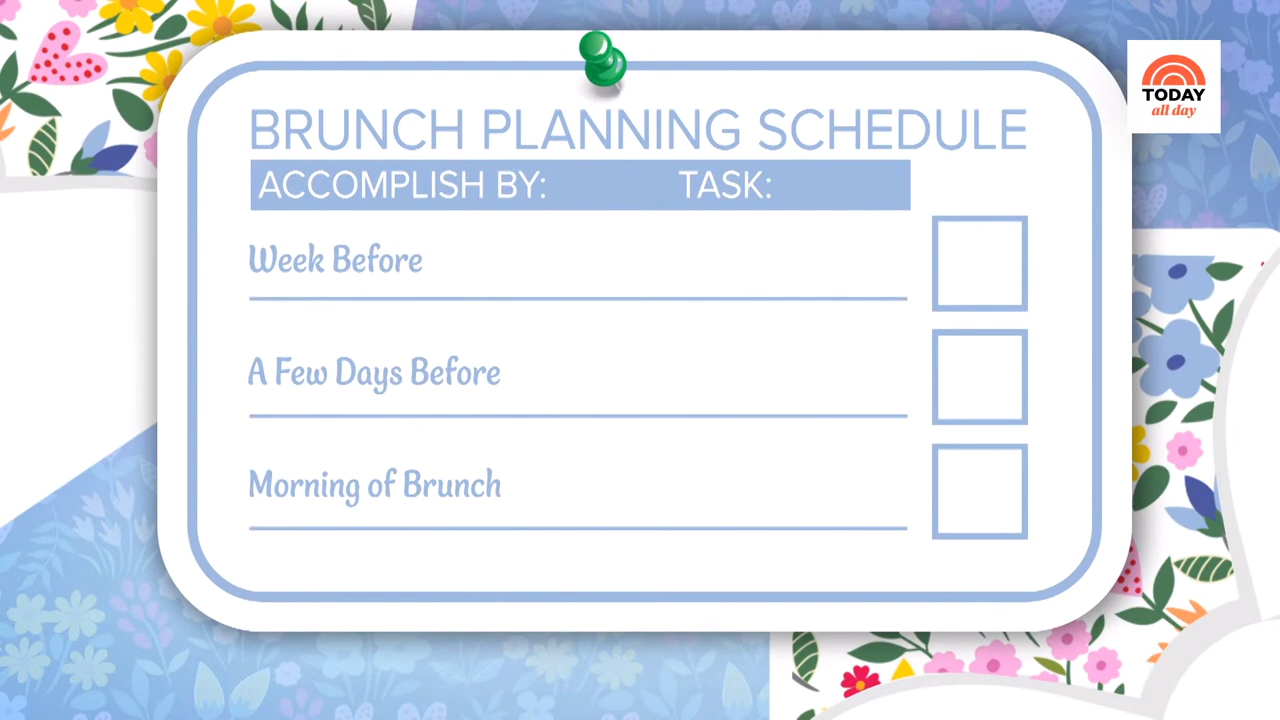 BRUNCH PLANNING SCHEDULE
ACCOMPLISH BY: TASK:
Week Before
A Few Days Before
Morning of Brunch
TODAY
all day